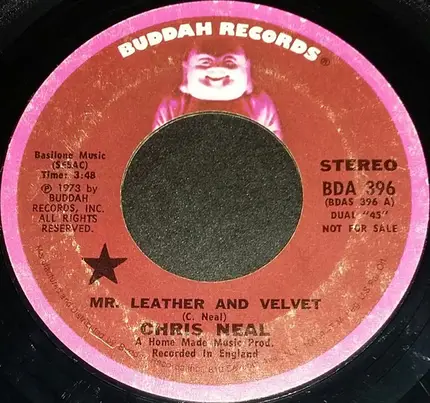 BUDDAH RECORDS®
Basilone Music
Time: 3:48
℗ 1973 by
BUDDAH
RECORDS, INC.
ALL RIGHTS
RESERVED.
STEREO
BDA 396
(BDAS 396 A)
DUAL "45"
NOT FOR SALE
MR. LEATHER AND VELVET
(C. Neal)
CHRIS NEAL
A Home Made Music Prod.
Recorded In England